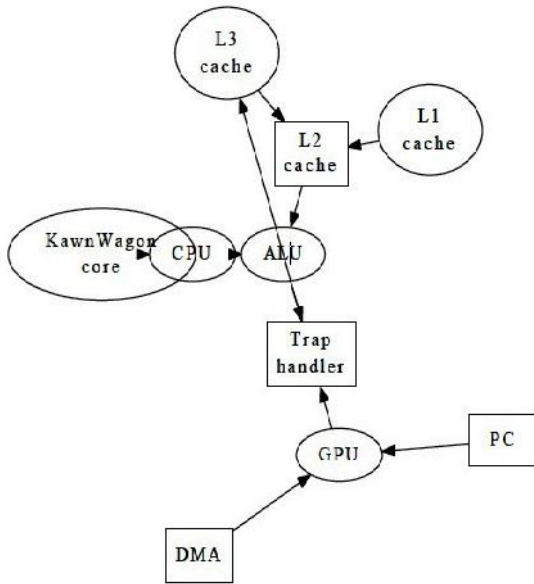 L3
cache
L2
cache
L1
cache
KawnWagon
core
CPU
ALU
Trap
handler
GPU
PC
DMA